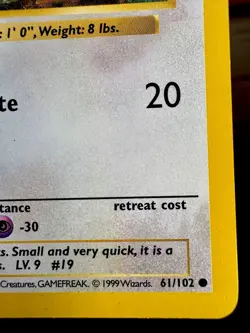 : 1' 0", Weight: 8 lbs.
te 20
tance retreat cost
-30
s. Small and very quick, it is a
s. LV. 9 #19
Creatures, GAMEFREAK. © 1999 Wizards. 61/102